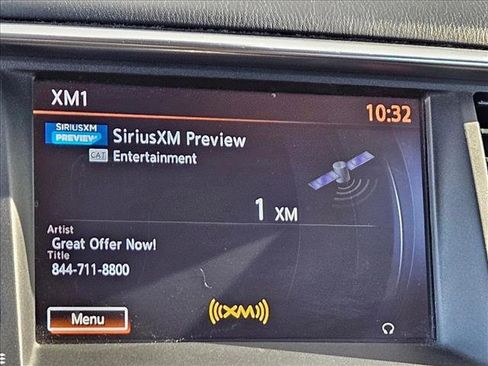 XM1
10:32
SIRIUSXM
PREVIEW
SiriusXM Preview
CAT
Entertainment
1 XM
Artist
Great Offer Now!
Title
844-711-8800
Menu
((XM))